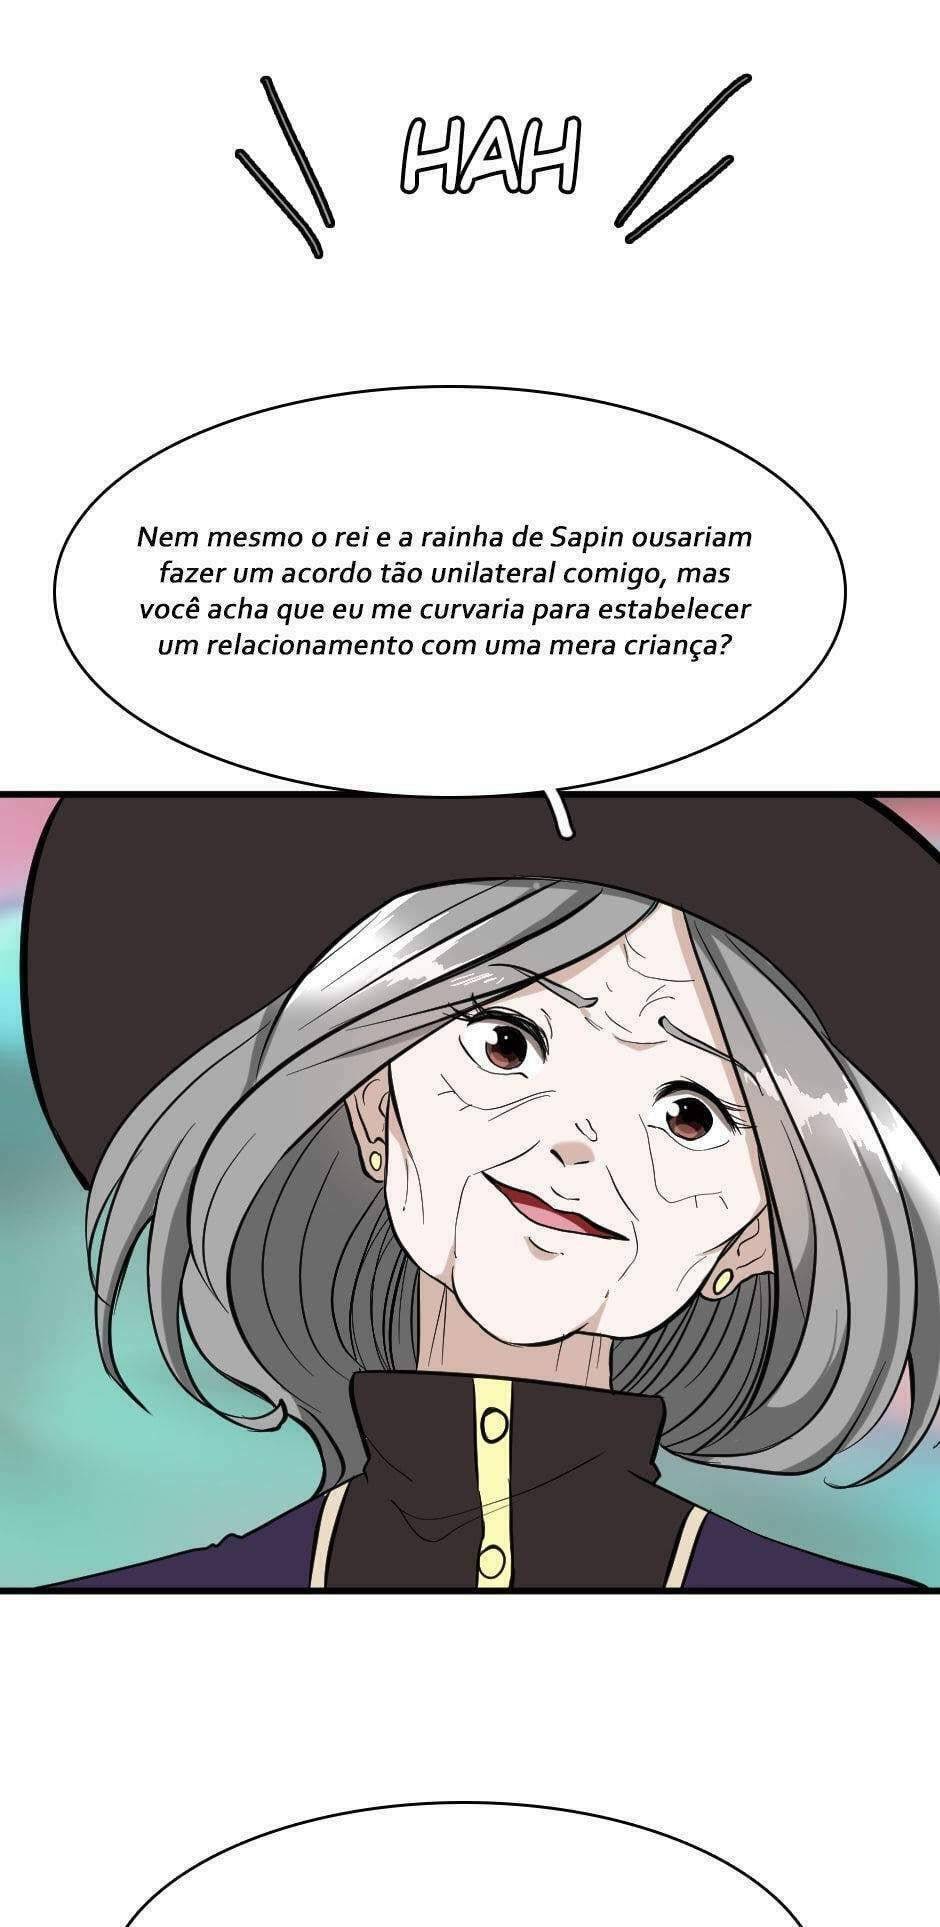 HAH
Nem mesmo o rei e a rainha de Sapin ousariam
fazer um acordo tão unilateral comigo, mas
você acha que eu me curvaria para estabelecer
um relacionamento com uma mera criança?